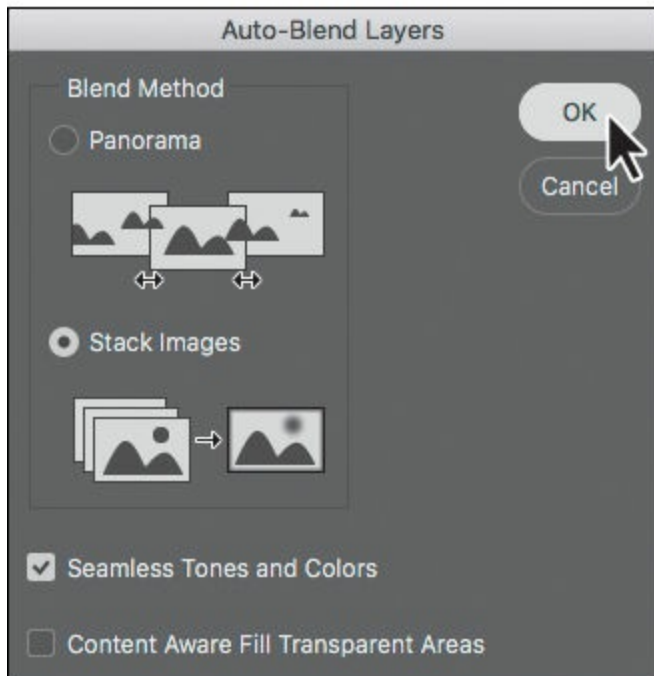 Auto-Blend Layers
Blend Method
Panorama
Stack Images
Seamless Tones and Colors
Content Aware Fill Transparent Areas
OK
Cancel